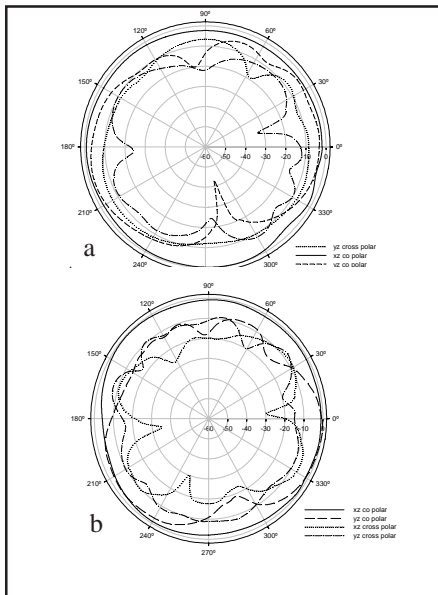 90º
120º 60º
150º 30º
180º -60 -50 -40 -30 -20 -10 0 0º
210º 330º
240º 300º
a
yz cross polar
xz co polar
yz co polar
90º
120º 60º
150º 30º
180º -60 -50 -40 -30 -20 -10 0 0º
210º 330º
240º 300º
270º
b
xz co polar
yz co polar
xz cross polar
yz cross polar